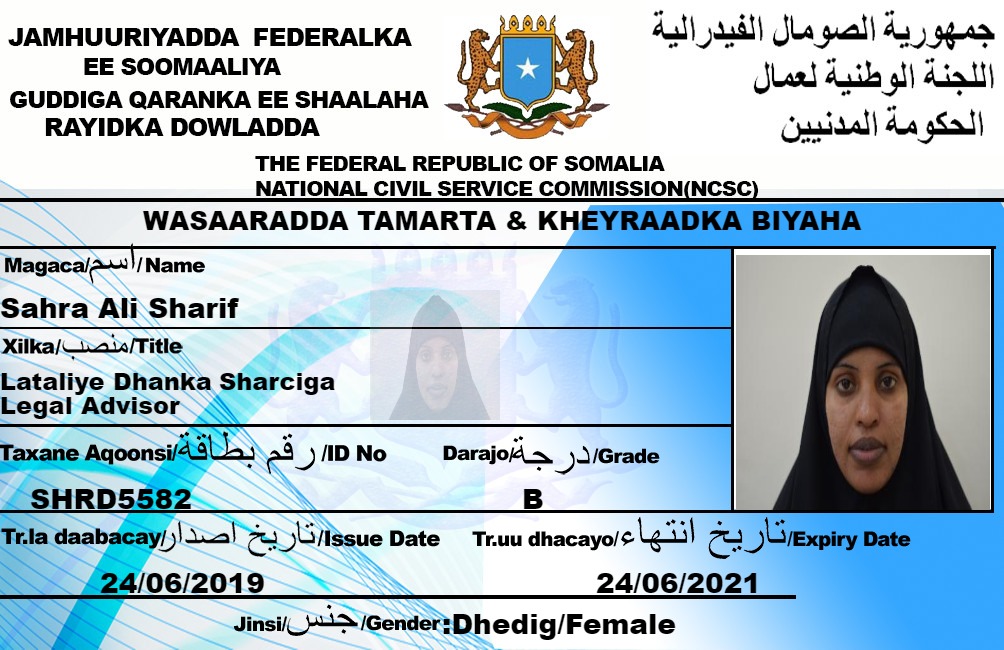 JAMHUURIYADDA FEDERALKA
EE SOOMAALIYA
GUDDIGA QARANKA EE SHAALAHA
RAYIDKA DOWLADDA
جمهورية الصومال الفيدرالية
اللجنة الوطنية لعمال
الحكومة المدنيين
THE FEDERAL REPUBLIC OF SOMALIA
NATIONAL CIVIL SERVICE COMMISSION(NCSC)
WASAARADDA TAMARTA & KHEYRAADKA BIYAHA
Magaca/اسم/Name
Sahra Ali Sharif
Xilka/منصب/Title
Lataliye Dhanka Sharciga
Legal Advisor
Taxane Aqoonsi/رقم بطاقة/ID No
Darajo/درجة/Grade
SHRD5582
B
Tr.la daabacay/تاريخ اصدار/Issue Date
Tr.uu dhacayo/تاريخ انتهاء/Expiry Date
24/06/2019
24/06/2021
Jinsi/جنس/Gender:Dhedig/Female